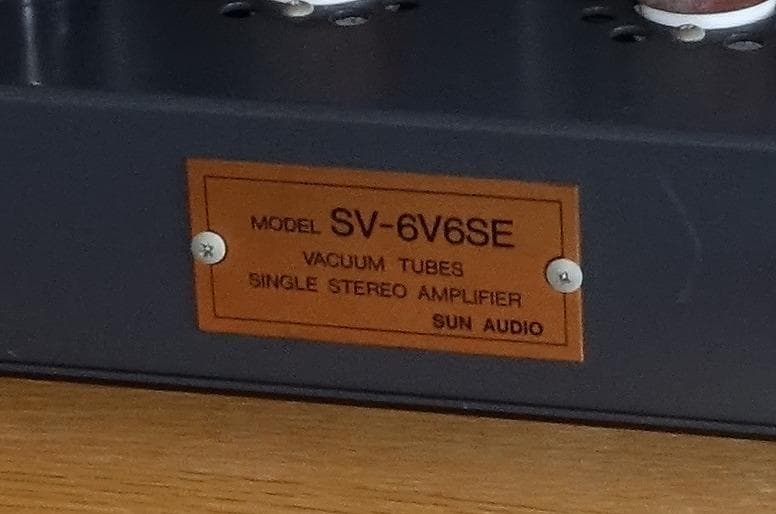 MODEL SV-6V6SE
VACUUM TUBES
SINGLE STEREO AMPLIFIER
SUN AUDIO